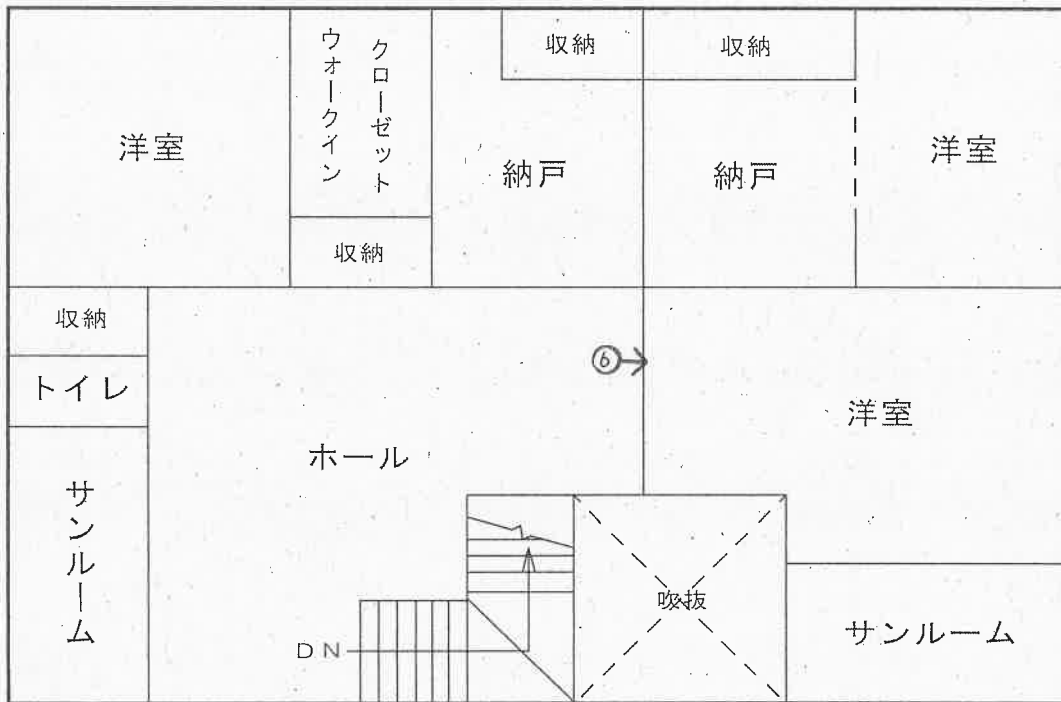 洋室
ウォークイン
クローゼット
収納
収納
収納
納戸
納戸
洋室
収納
トイレ
サンルーム
ホール
⑥
洋室
DN
吹抜
サンルーム